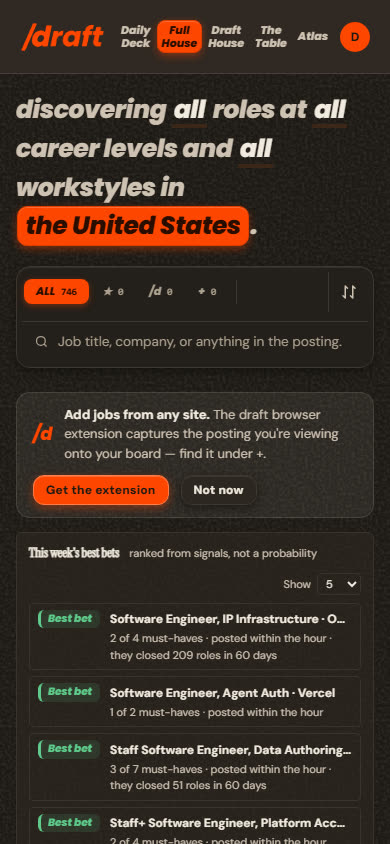 /draft
Daily Deck
Full House
Draft House
The Table
Atlas
D
discovering all roles at all
career levels and all
workstyles in
the United States.
ALL 746
★ 0
/d 0
+ 0
Job title, company, or anything in the posting.
/d
Add jobs from any site. The draft browser
extension captures the posting you're viewing
onto your board — find it under +.
Get the extension
Not now
This week's best bets ranked from signals, not a probability
Show 5
Best bet Software Engineer, IP Infrastructure · O...
2 of 4 must-haves · posted within the hour ·
they closed 209 roles in 60 days
Best bet Software Engineer, Agent Auth · Vercel
1 of 2 must-haves · posted within the hour
Best bet Staff Software Engineer, Data Authoring...
3 of 7 must-haves · posted within the hour ·
they closed 51 roles in 60 days
Best bet Staff+ Software Engineer, Platform Acc...
2 of 4 must-haves · posted within the hour ·